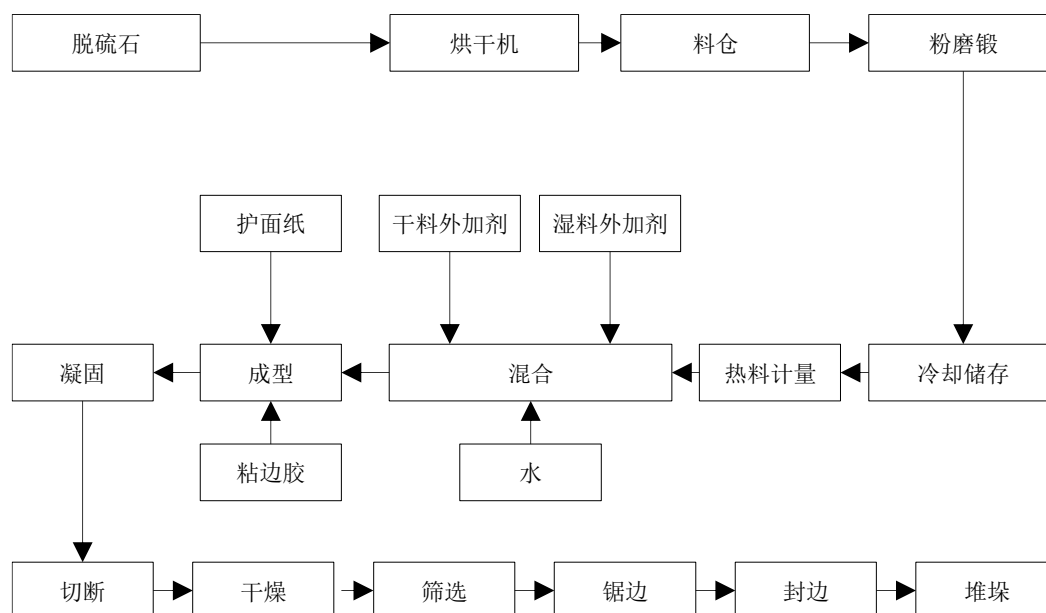 脱硫石
烘干机
料仓
粉磨锻
护面纸
干料外加剂
湿料外加剂
凝固
成型
混合
热料计量
冷却储存
粘边胶
水
切断
干燥
筛选
锯边
封边
堆垛